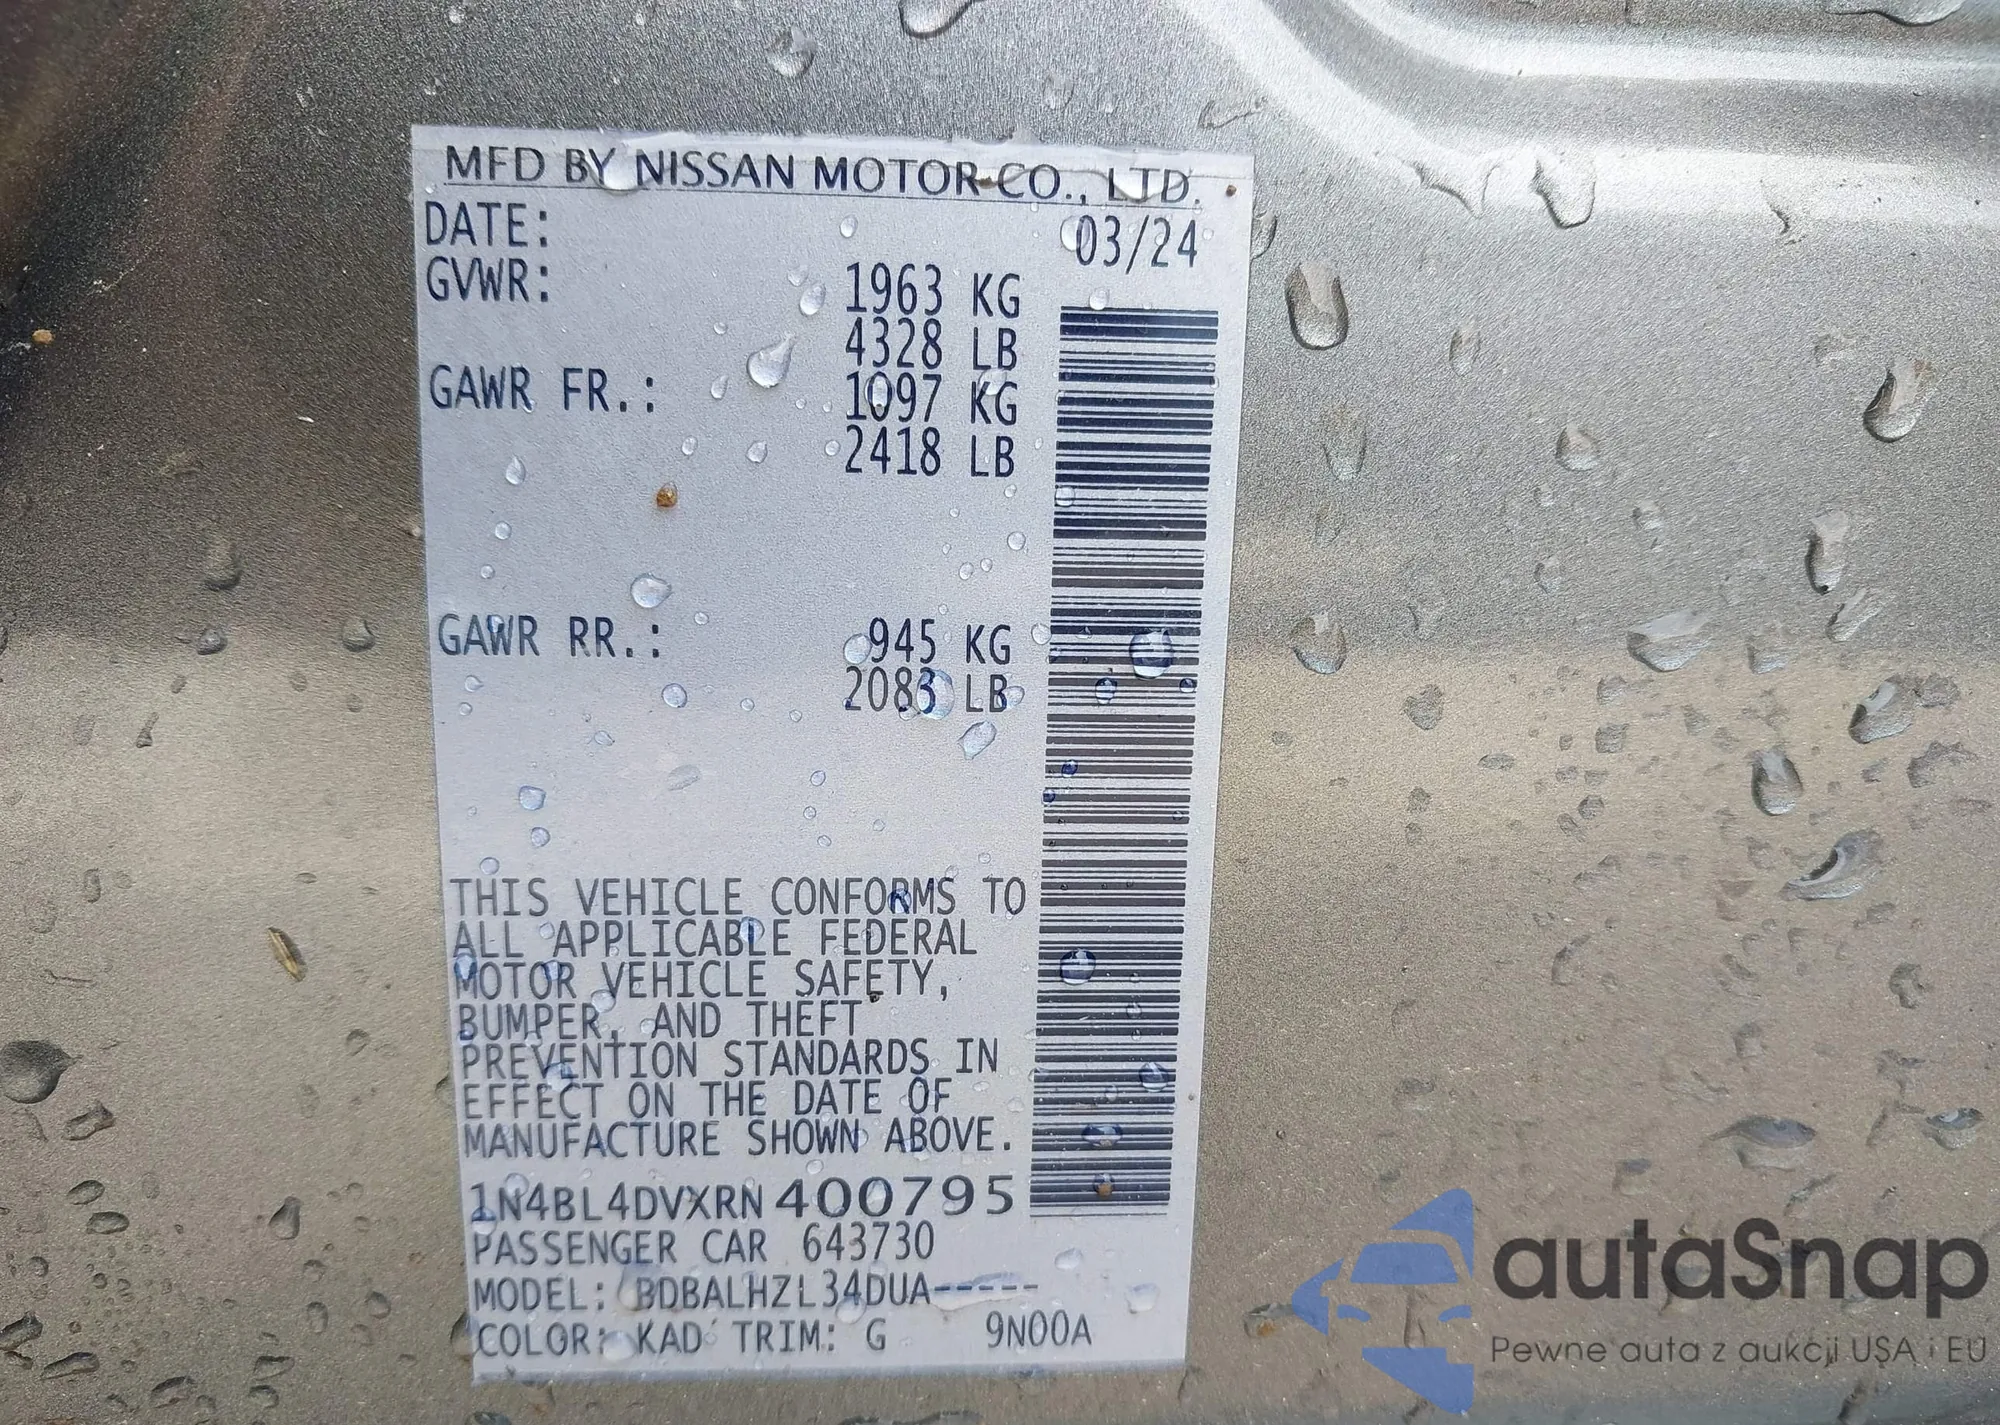 MFD BY NISSAN MOTOR CO., LTD.
DATE: 03/24
GVWR: 1963 KG
4328 LB
GAWR FR.: 1097 KG
2418 LB
GAWR RR.: 945 KG
2083 LB
THIS VEHICLE CONFORMS TO
ALL APPLICABLE FEDERAL
MOTOR VEHICLE SAFETY,
BUMPER, AND THEFT
PREVENTION STANDARDS IN
EFFECT ON THE DATE OF
MANUFACTURE SHOWN ABOVE.
1N4BL4DVXRN400795
PASSENGER CAR 643730
MODEL: BDBALHZL34DUA-----
COLOR: KAD TRIM: G 9N00A
autaSnap
Pewne auta z aukcji USA i EU